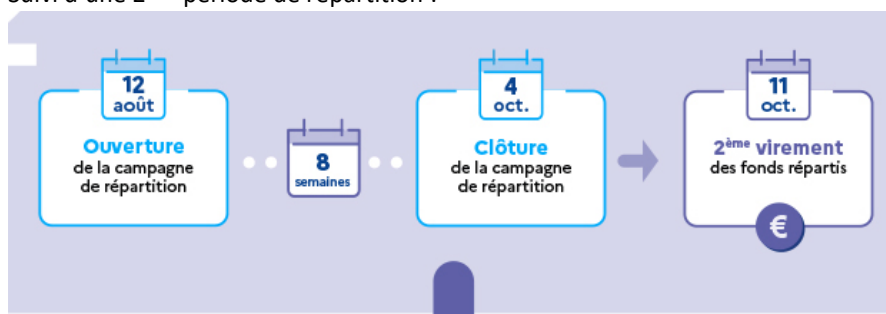 12
août
Ouverture
de la campagne
de répartition
8
semaines
4
oct.
Clôture
de la campagne
de répartition
11
oct.
2ème virement
des fonds répartis
€